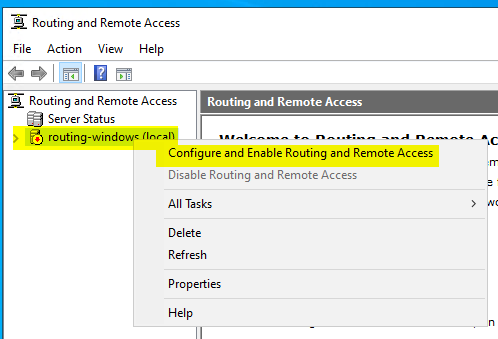 Routing and Remote Access
File Action View Help
Routing and Remote Access
Server Status
routing-windows (local)
Routing and Remote Access
Welcome to Routing and Remote
Configure and Enable Routing and Remote Access
Disable Routing and Remote Access
All Tasks
Delete
Refresh
Properties
Help